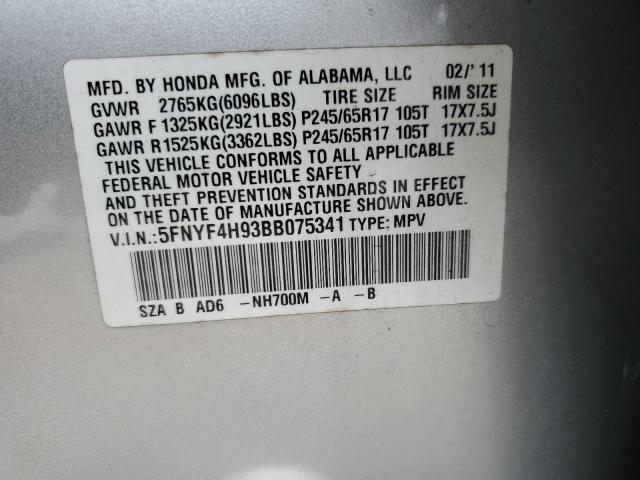 MFD. BY HONDA MFG. OF ALABAMA, LLC 02/'11
GVWR 2765KG(6096LBS) TIRE SIZE RIM SIZE
GAWR F 1325KG(2921LBS) P245/65R17 105T 17X7.5J
GAWR R 1525KG(3362LBS) P245/65R17 105T 17X7.5J
THIS VEHICLE CONFORMS TO ALL APPLICABLE
FEDERAL MOTOR VEHICLE SAFETY
AND THEFT PREVENTION STANDARDS IN EFFECT
ON THE DATE OF MANUFACTURE SHOWN ABOVE.
V.I.N.:5FNYF4H93BB075341 TYPE: MPV
SZA B AD6 -NH700M -A -B